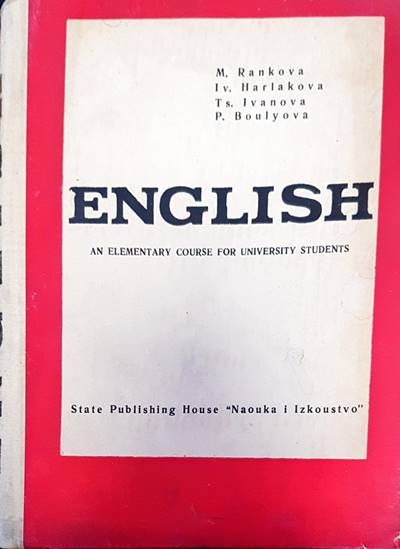 M. Rankova
Iv. Harlakova
Ts. Ivanova
P. Boulyova
ENGLISH
AN ELEMENTARY COURSE FOR UNIVERSITY STUDENTS
State Publishing House "Naouka i Izkoustvo"